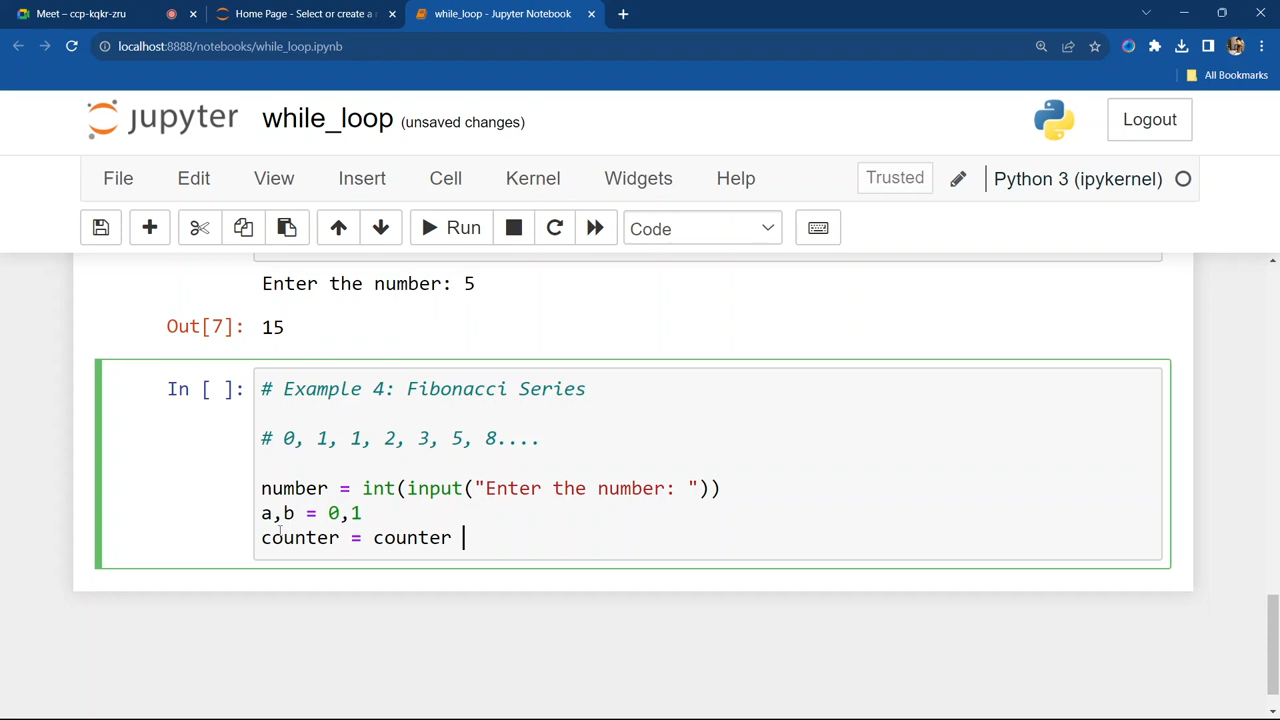 Meet – ccp-kqkr-zru
Home Page - Select or create a
while_loop - Jupyter Notebook
localhost:8888/notebooks/while_loop.ipynb
All Bookmarks
jupyter
while_loop (unsaved changes)
Logout
File Edit View Insert Cell Kernel Widgets Help
Trusted
Python 3 (ipykernel)
Run
Code
Enter the number: 5
Out[7]: 15
In [ ]: # Example 4: Fibonacci Series
# 0, 1, 1, 2, 3, 5, 8....
number = int(input("Enter the number: "))
a,b = 0,1
counter = counter